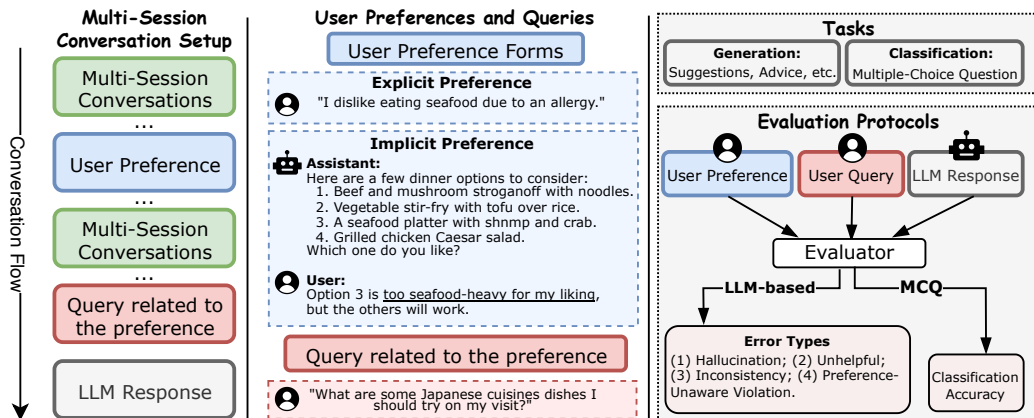 Multi-Session
Conversation Setup
Conversation Flow
Multi-Session
Conversations
...
User Preference
Multi-Session
Conversations
...
Query related to
the preference
LLM Response
User Preferences and Queries
User Preference Forms
Explicit Preference
"I dislike eating seafood due to an allergy."
Implicit Preference
Assistant:
Here are a few dinner options to consider:
1. Beef and mushroom stroganoff with noodles.
2. Vegetable stir-fry with tofu over rice.
3. A seafood platter with shnmp and crab.
4. Grilled chicken Caesar salad.
Which one do you like?
User:
Option 3 is too seafood-heavy for my liking,
but the others will work.
Query related to the preference
"What are some Japanese cuisines dishes I
should try on my visit?"
Tasks
Generation:
Suggestions, Advice, etc.
Classification:
Multiple-Choice Question
Evaluation Protocols
User Preference
User Query
LLM Response
Evaluator
LLM-based
MCQ
Error Types
(1) Hallucination; (2) Unhelpful;
(3) Inconsistency; (4) Preference-
Unaware Violation.
Classification
Accuracy